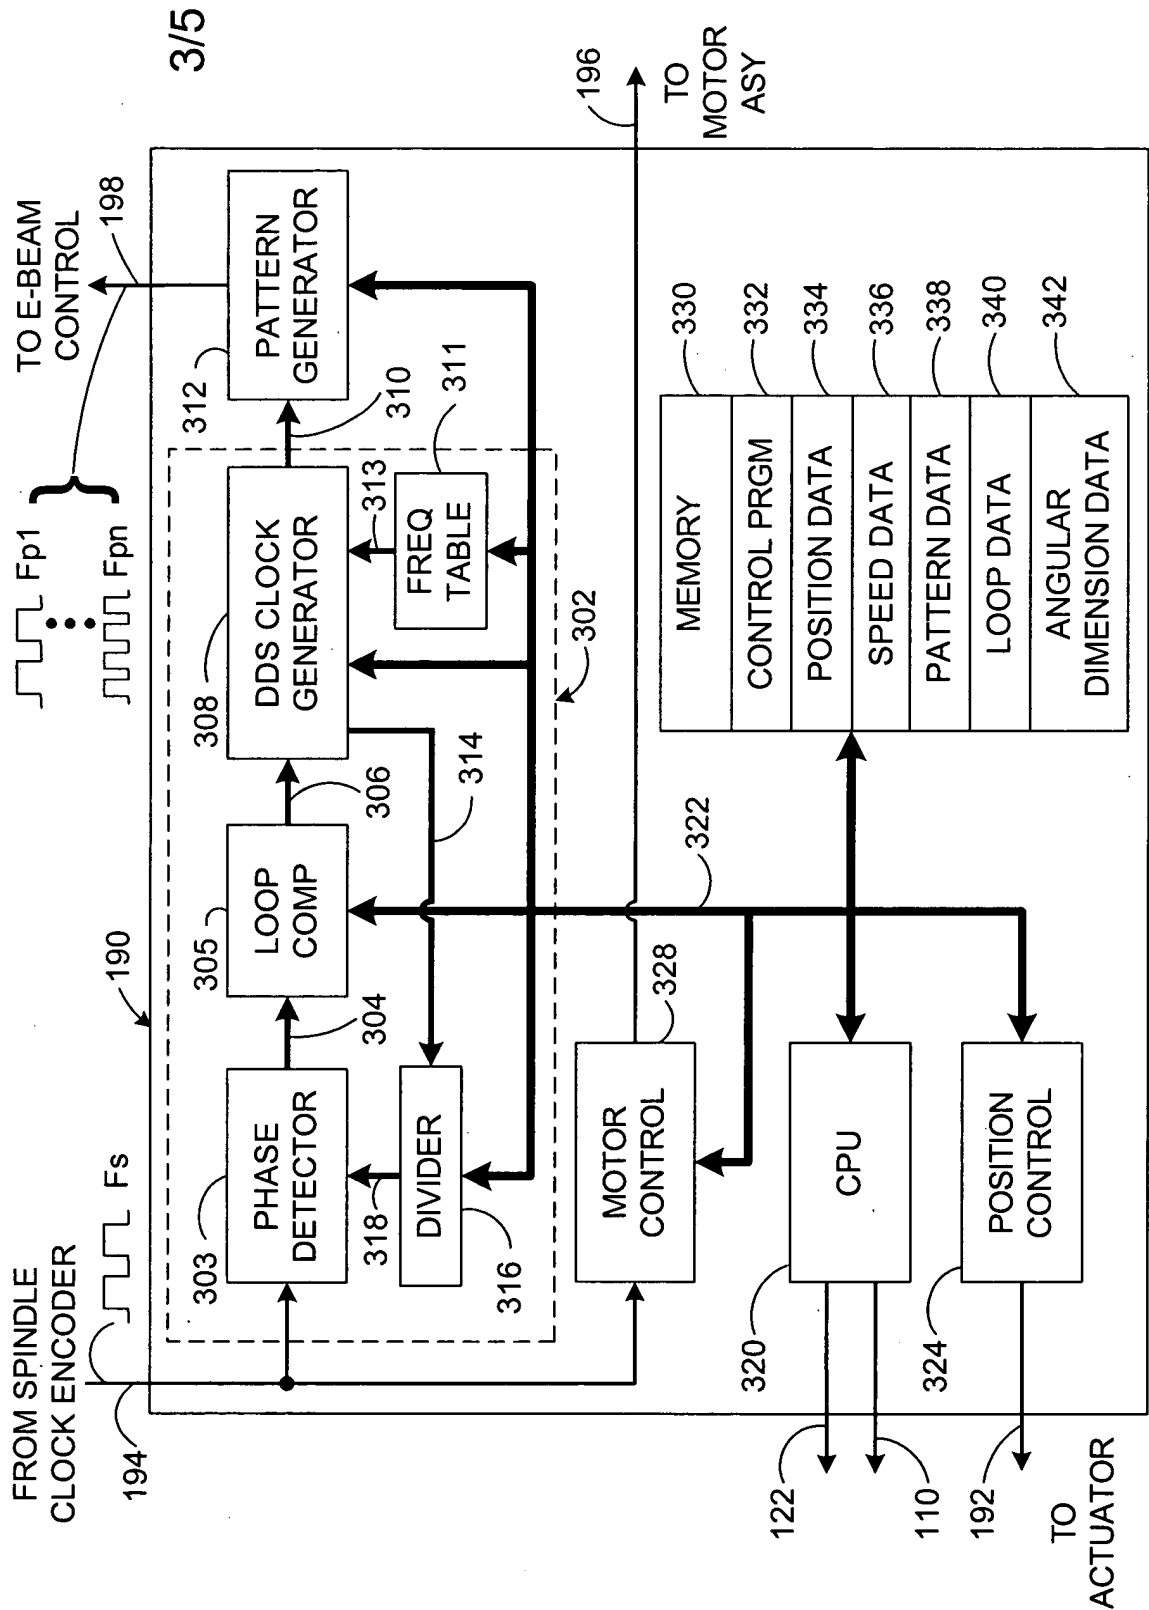 3/5
FROM SPINDLE
CLOCK ENCODER
Fs
194
190
TO E-BEAM
CONTROL
198
Fp1
Fpn
303
PHASE
DETECTOR
304
305
LOOP
COMP
306
308
DDS CLOCK
GENERATOR
310
312
PATTERN
GENERATOR
318
DIVIDER
316
314
313
FREQ
TABLE
311
302
MOTOR
CONTROL
328
322
196
TO
MOTOR
ASY
CPU
320
122
110
POSITION
CONTROL
324
192
TO
ACTUATOR
MEMORY
330
CONTROL PRGM
332
POSITION DATA
334
SPEED DATA
336
PATTERN DATA
338
LOOP DATA
340
ANGULAR
DIMENSION DATA
342